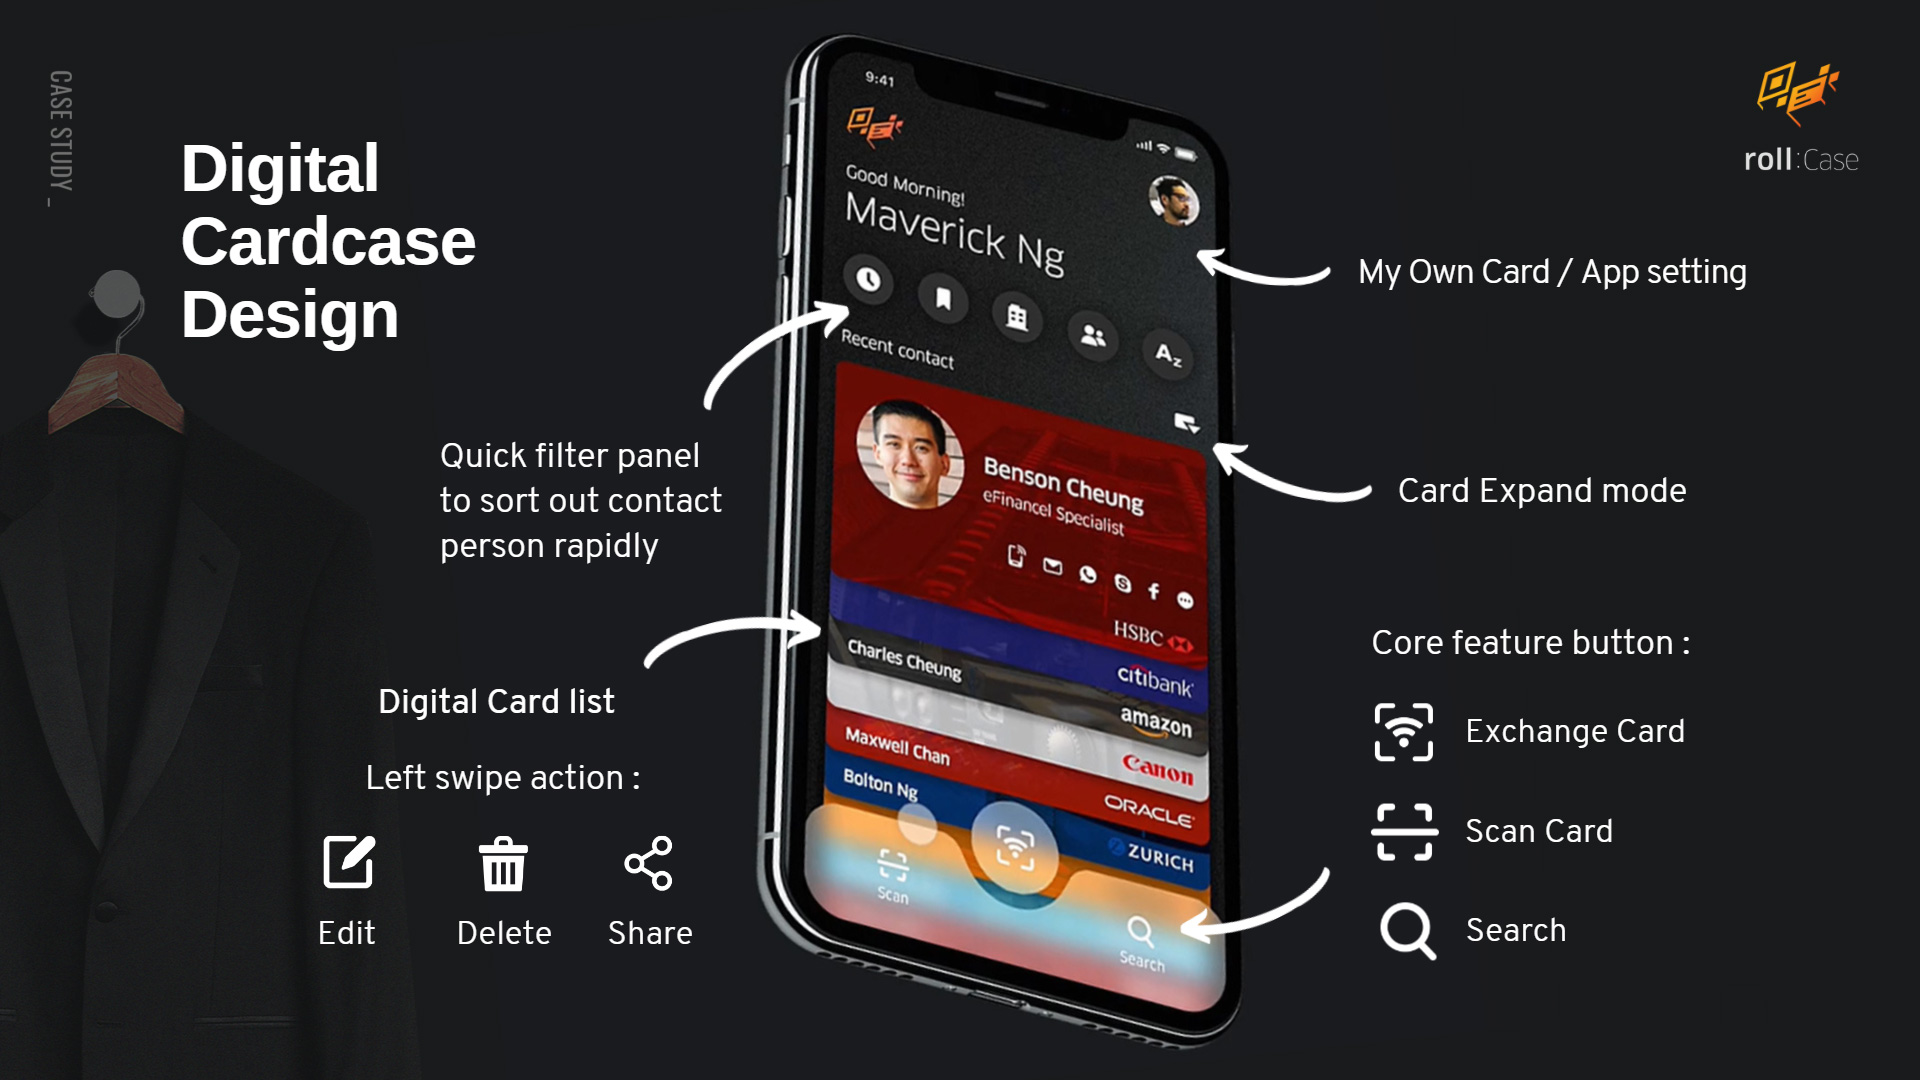 CASE STUDY _
Digital
Cardcase
Design
roll:Case
9:41
Good Morning!
Maverick Ng
Az
Recent contact
Benson Cheung
eFinancel Specialist
HSBC
citibank
Charles Cheung
amazon
Canon
Maxwell Chan
ORACLE
Bolton Ng
ZURICH
Scan
Search
My Own Card / App setting
Quick filter panel
to sort out contact
person rapidly
Card Expand mode
Digital Card list
Left swipe action :
Edit
Delete
Share
Core feature button :
Exchange Card
Scan Card
Search